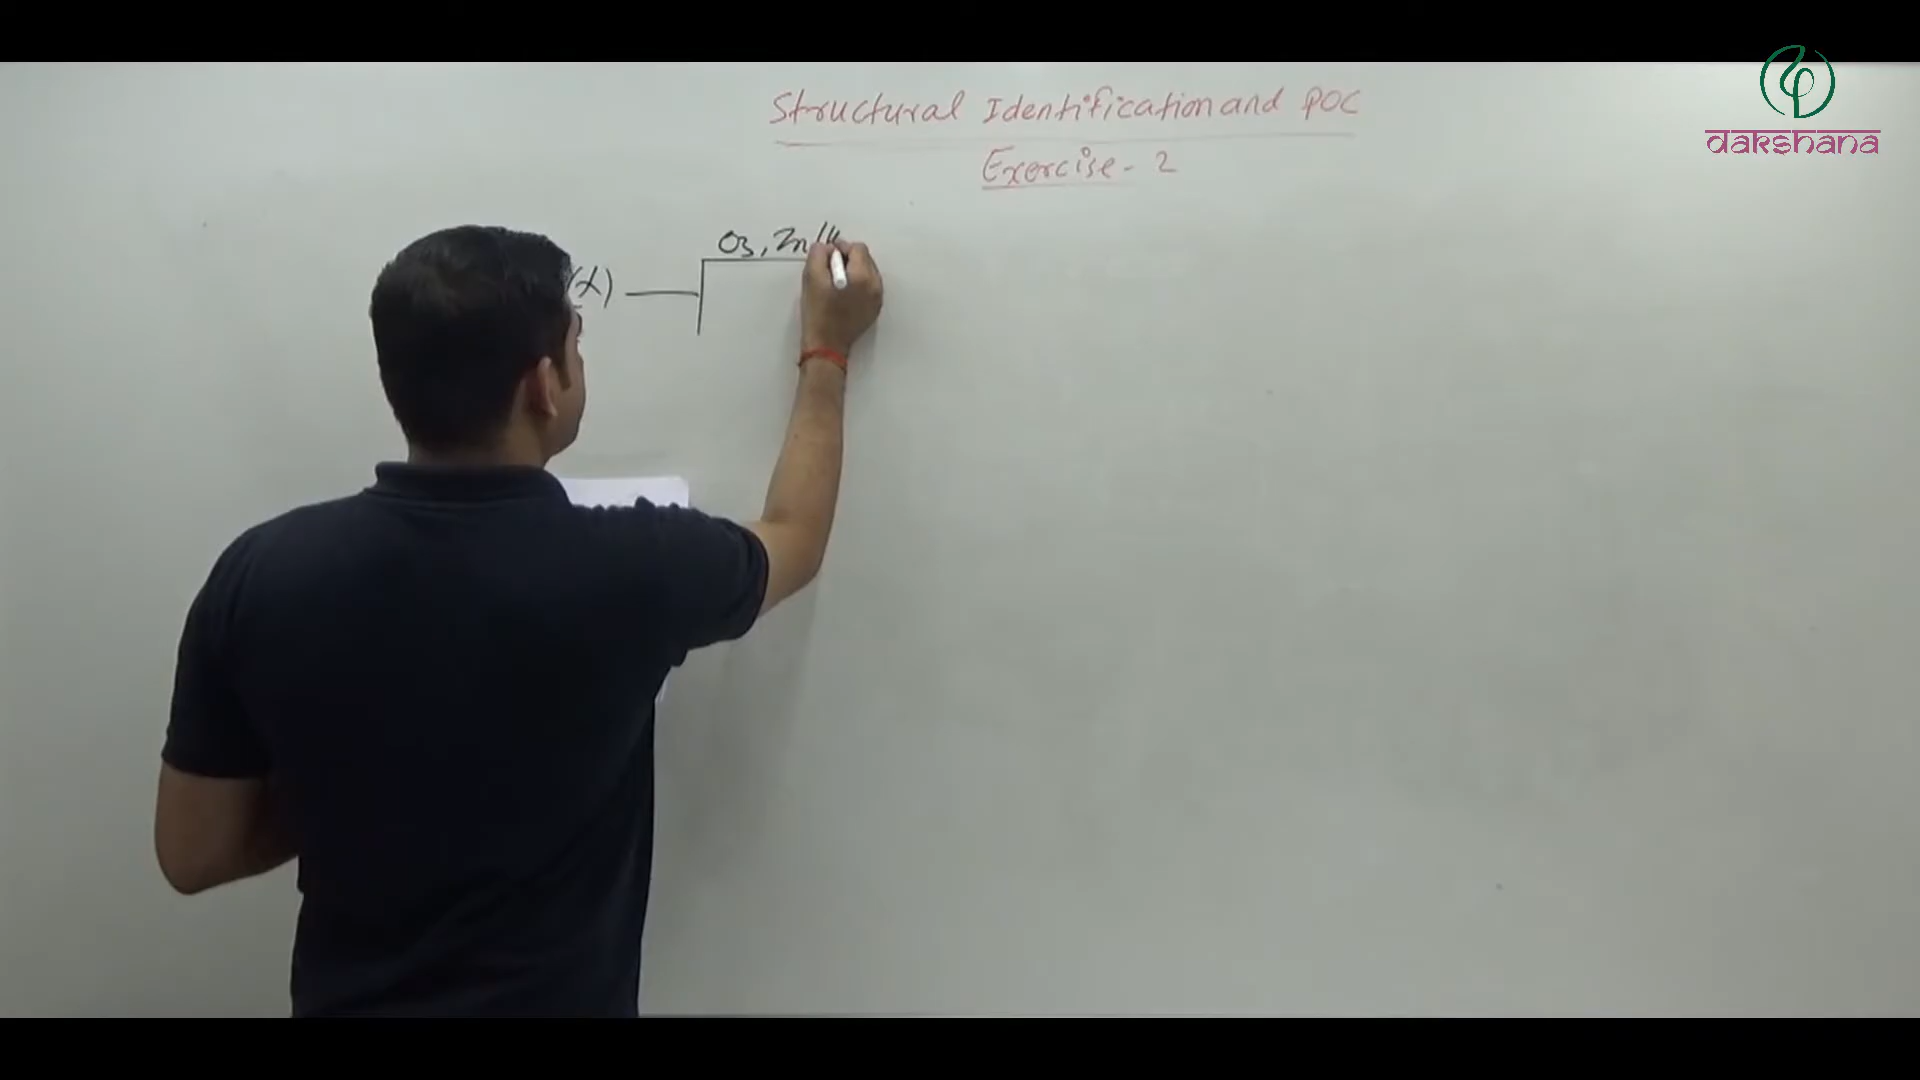 Structural Identification and POC
Exercise - 2
O3, Zn/H
(X)
dakshana